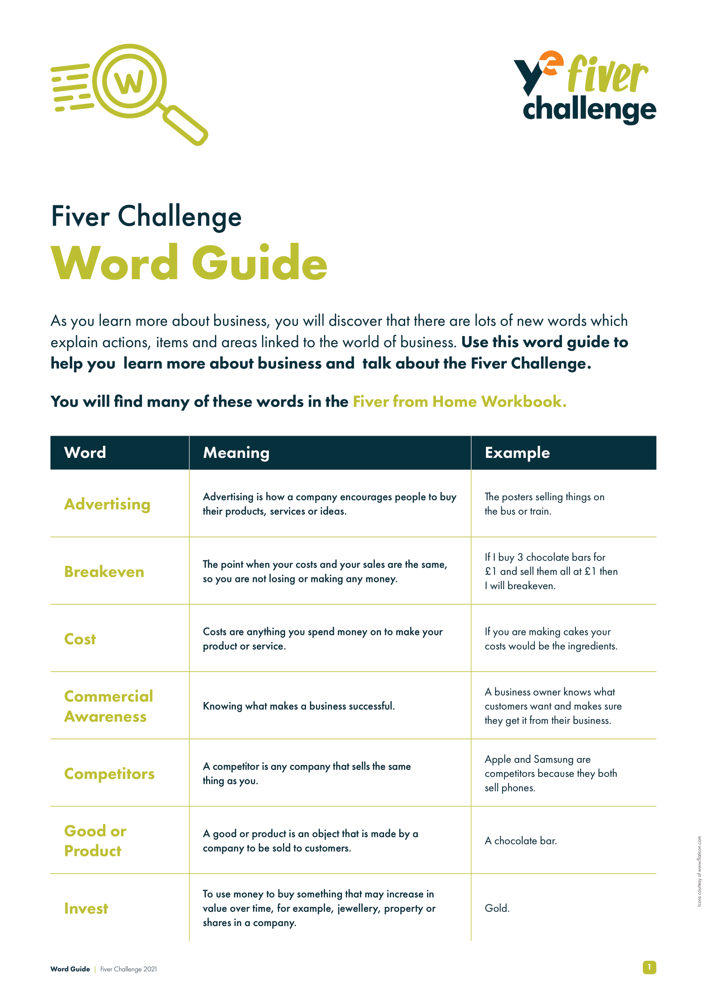 W
ye fiver
challenge
Fiver Challenge
Word Guide
As you learn more about business, you will discover that there are lots of new words which
explain actions, items and areas linked to the world of business. Use this word guide to
help you  learn more about business and  talk about the Fiver Challenge.
You will find many of these words in the Fiver from Home Workbook.
Word
Meaning
Example
Advertising
Advertising is how a company encourages people to buy
their products, services or ideas.
The posters selling things on
the bus or train.
Breakeven
The point when your costs and your sales are the same,
so you are not losing or making any money.
If I buy 3 chocolate bars for
£1 and sell them all at £1 then
I will breakeven.
Cost
Costs are anything you spend money on to make your
product or service.
If you are making cakes your
costs would be the ingredients.
Commercial
Awareness
Knowing what makes a business successful.
A business owner knows what
customers want and makes sure
they get it from their business.
Competitors
A competitor is any company that sells the same
thing as you.
Apple and Samsung are
competitors because they both
sell phones.
Good or
Product
A good or product is an object that is made by a
company to be sold to customers.
A chocolate bar.
Invest
To use money to buy something that may increase in
value over time, for example, jewellery, property or
shares in a company.
Gold.
Icons courtesy of www.flaticon.com
Word Guide | Fiver Challenge 2021
1